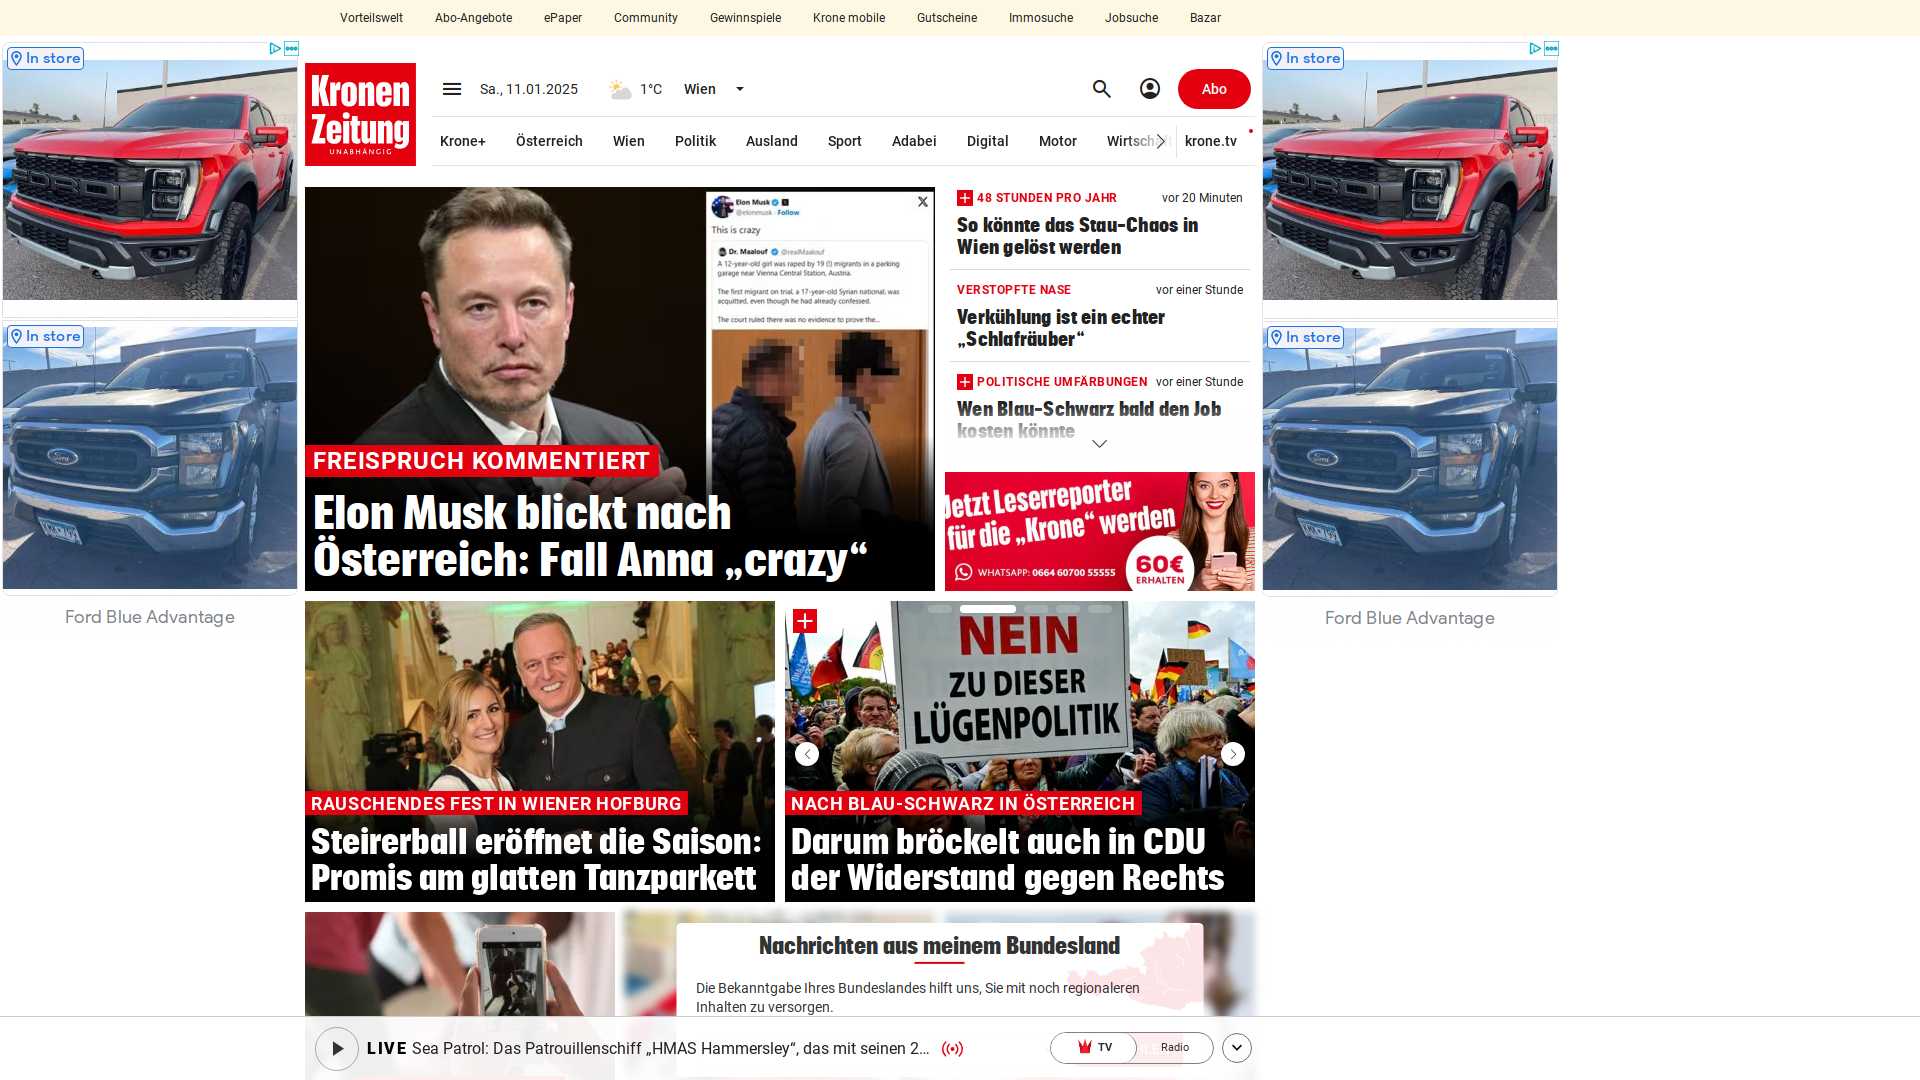 Vorteilswelt Abo-Angebote ePaper Community Gewinnspiele Krone mobile Gutscheine Immosuche Jobsuche Bazar
In store
In store
Ford Blue Advantage
Kronen
Zeitung
UNABHÄNGIG
Sa., 11.01.2025 1°C Wien Abo
Krone+ Österreich Wien Politik Ausland Sport Adabei Digital Motor Wirtschaft krone.tv
Elon Musk
@elonmusk · Follow
This is crazy
Dr. Maalouf @realMaalouf
A 12-year-old girl was raped by 19 (!) migrants in a parking
garage near Vienna Central Station, Austria.
The first migrant on trial, a 17-year-old Syrian national, was
acquitted, even though he had already confessed.
The court ruled there was no evidence to prove the...
FREISPRUCH KOMMENTIERT
Elon Musk blickt nach
Österreich: Fall Anna „crazy“
48 STUNDEN PRO JAHR vor 20 Minuten
So könnte das Stau-Chaos in
Wien gelöst werden
VERSTOPFTE NASE vor einer Stunde
Verkühlung ist ein echter
„Schlafräuber“
POLITISCHE UMFÄRBUNGEN vor einer Stunde
Wen Blau-Schwarz bald den Job
kosten könnte
Jetzt Leserreporter
für die „Krone“ werden
WHATSAPP: 0664 60700 55555
60€
ERHALTEN
RAUSCHENDES FEST IN WIENER HOFBURG
Steirerball eröffnet die Saison:
Promis am glatten Tanzparkett
NEIN
ZU DIESER
LÜGENPOLITIK
NACH BLAU-SCHWARZ IN ÖSTERREICH
Darum bröckelt auch in CDU
der Widerstand gegen Rechts
In store
In store
Ford Blue Advantage
Nachrichten aus meinem Bundesland
Die Bekanntgabe Ihres Bundeslandes hilft uns, Sie mit noch regionaleren
Inhalten zu versorgen.
LIVE Sea Patrol: Das Patrouillenschiff „HMAS Hammersley“, das mit seinen 2... TV Radio